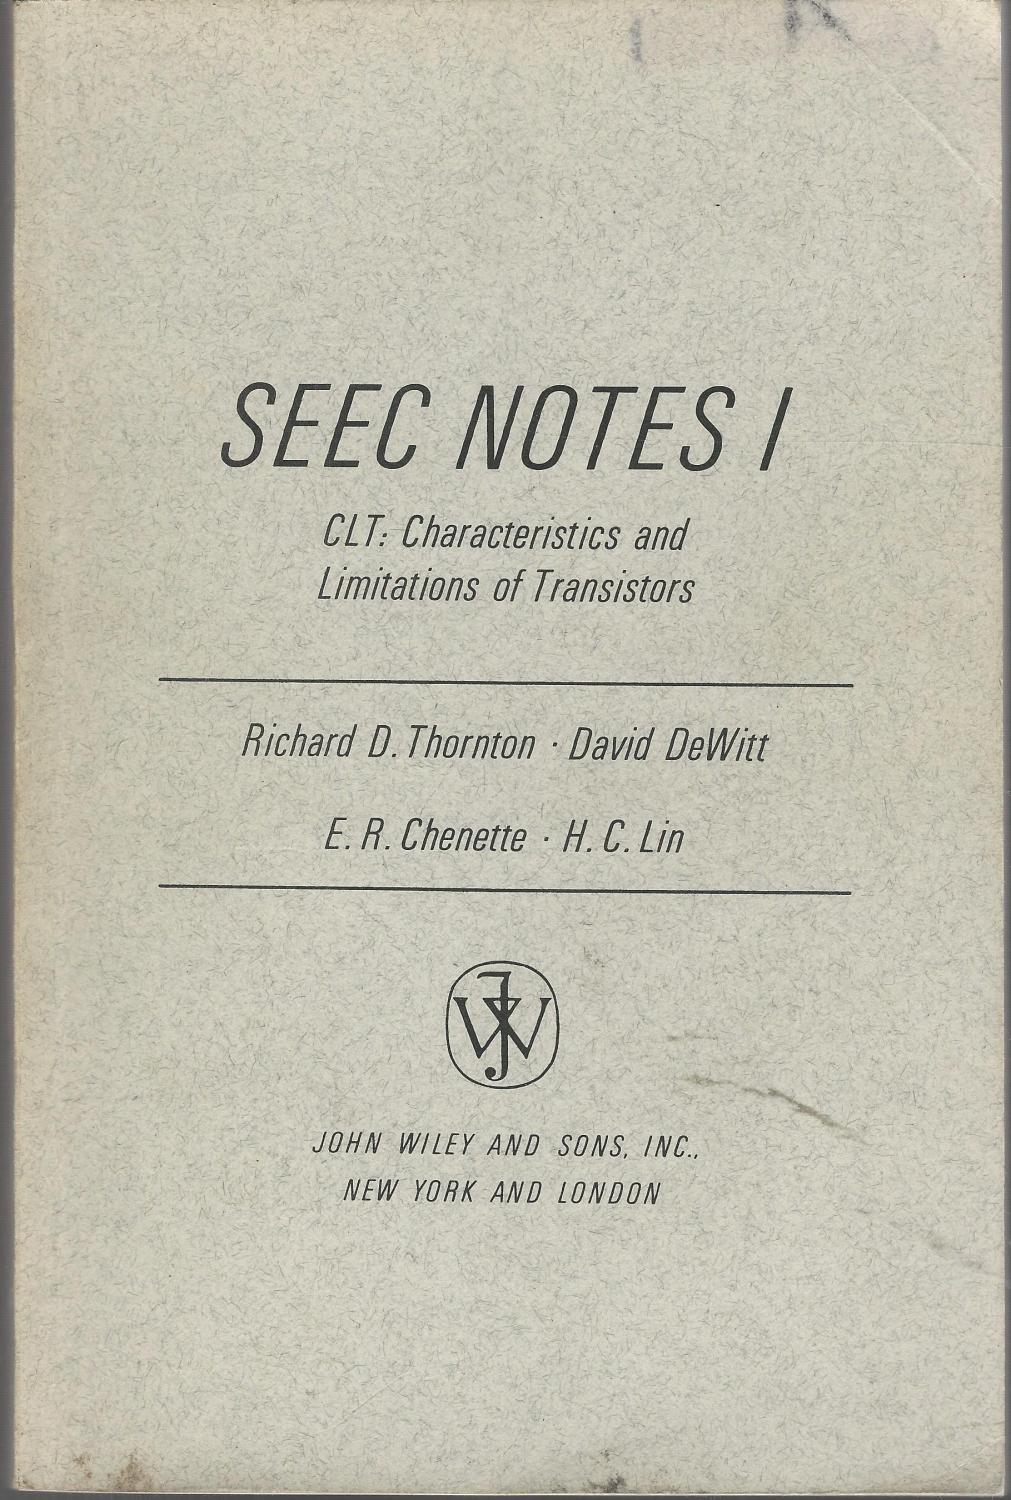 SEEC NOTES I
CLT: Characteristics and
Limitations of Transistors
Richard D. Thornton · David DeWitt
E. R. Chenette · H. C. Lin
JW
JOHN WILEY AND SONS, INC.,
NEW YORK AND LONDON